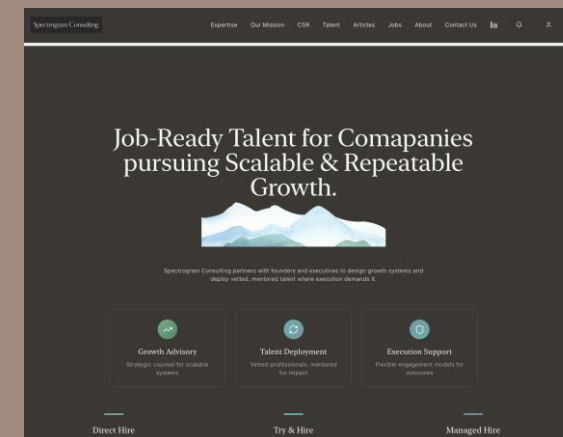 Spectrogram Consulting
Expertise Our Mission CSR Talent Articles Jobs About Contact Us in
Job-Ready Talent for Comapanies
pursuing Scalable & Repeatable
Growth.
Spectrogram Consulting partners with founders and executives to design growth systems and
deploy vetted, mentored talent where execution demands it.
Growth Advisory
Strategic counsel for scalable
systems
Talent Deployment
Vetted professionals, mentored
for impact
Execution Support
Flexible engagement models for
outcomes
Direct Hire Try & Hire Managed Hire